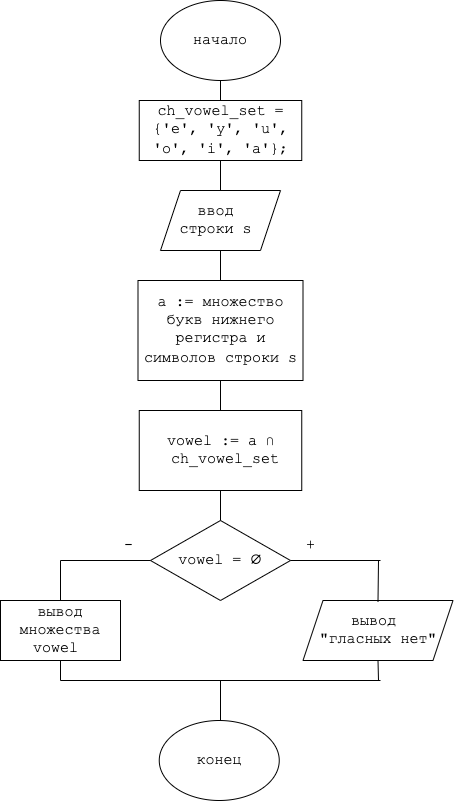 начало
ch_vowel_set =
{'e', 'y', 'u',
'o', 'i', 'a'};
ввод
строки s
a := множество
букв нижнего
регистра и
символов строки s
vowel := a ∩
ch_vowel_set
vowel = ∅
-
+
вывод
множества
vowel
вывод
"гласных нет"
конец